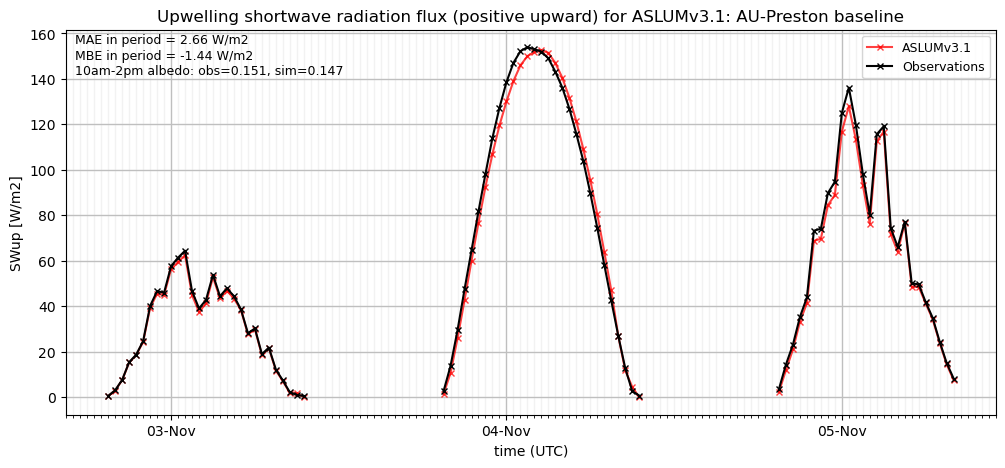 Upwelling shortwave radiation flux (positive upward) for ASLUMv3.1: AU-Preston baseline
MAE in period = 2.66 W/m2
MBE in period = -1.44 W/m2
10am-2pm albedo: obs=0.151, sim=0.147
ASLUMv3.1
Observations
SWup [W/m2]
160
140
120
100
80
60
40
20
0
03-Nov
04-Nov
05-Nov
time (UTC)